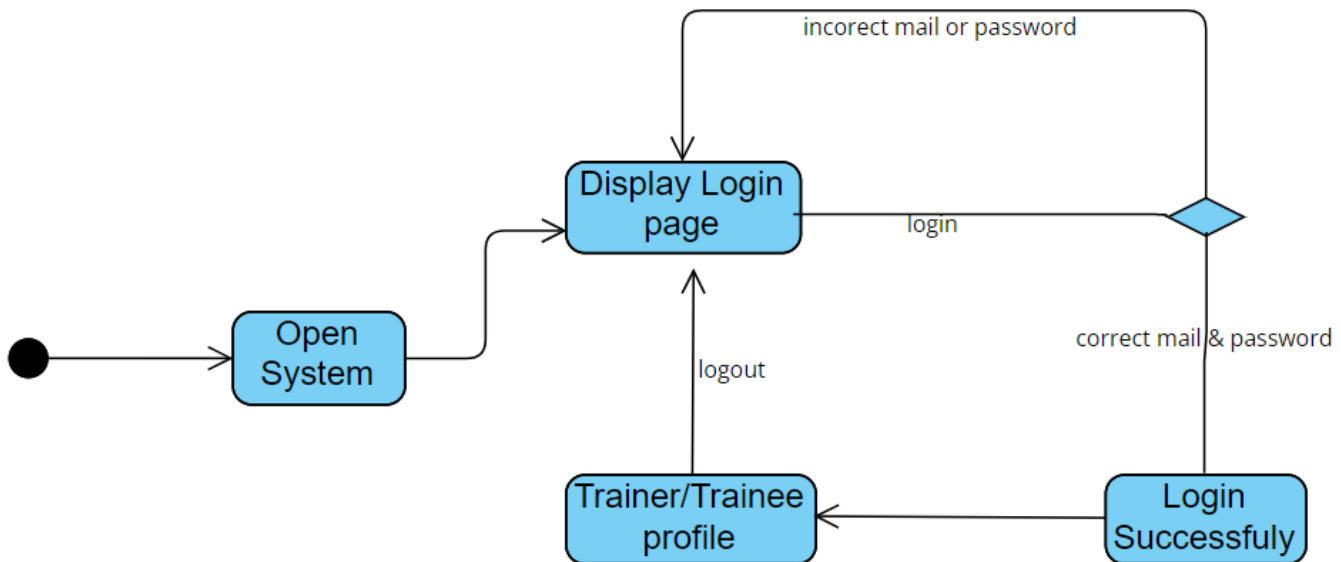 incorect mail or password
Display Login
page
login
Open
System
correct mail & password
logout
Trainer/Trainee
profile
Login
Successfuly